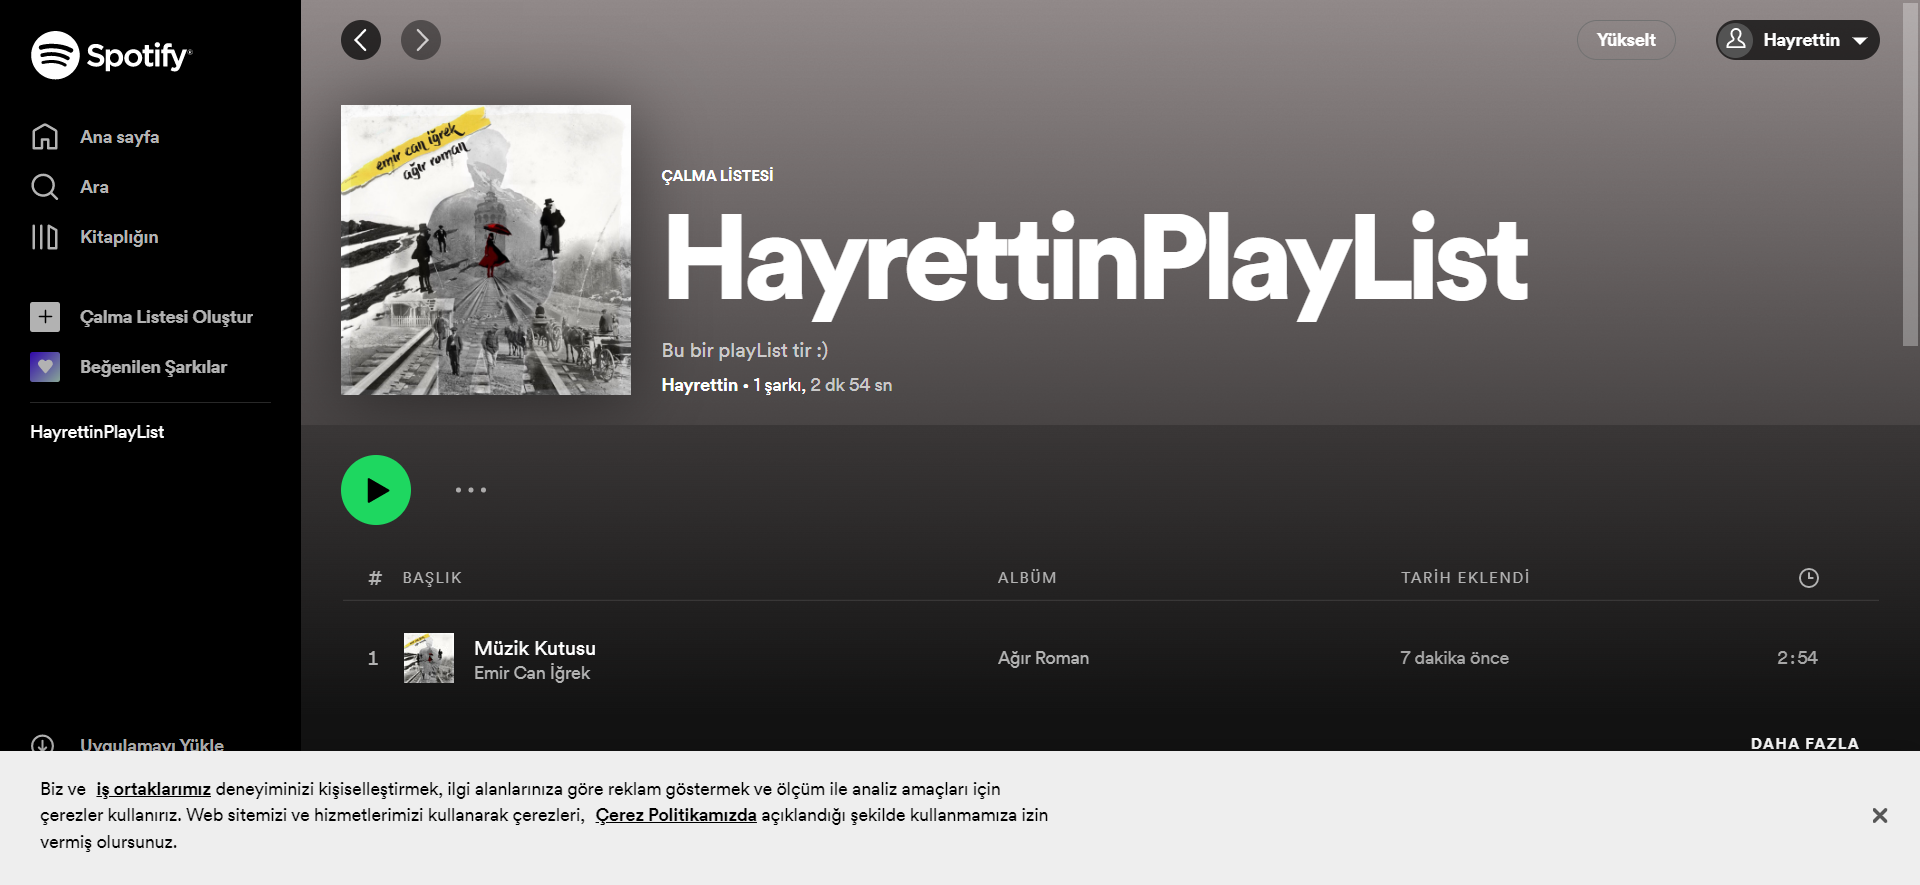 Spotify
Ana sayfa
Ara
Kitaplığın
Çalma Listesi Oluştur
Beğenilen Şarkılar
HayrettinPlayList
Uygulamayı Yükle
Yükselt
Hayrettin
emir can iğrek
ağır roman
ÇALMA LİSTESİ
HayrettinPlayList
Bu bir playList tir :)
Hayrettin • 1 şarkı, 2 dk 54 sn
# BAŞLIK ALBÜM TARİH EKLENDİ
1 Müzik Kutusu Ağır Roman 7 dakika önce 2:54
Emir Can İğrek
DAHA FAZLA
Biz ve iş ortaklarımız deneyiminizi kişiselleştirmek, ilgi alanlarınıza göre reklam göstermek ve ölçüm ile analiz amaçları için
çerezler kullanırız. Web sitemizi ve hizmetlerimizi kullanarak çerezleri, Çerez Politikamızda açıklandığı şekilde kullanmamıza izin
vermiş olursunuz.